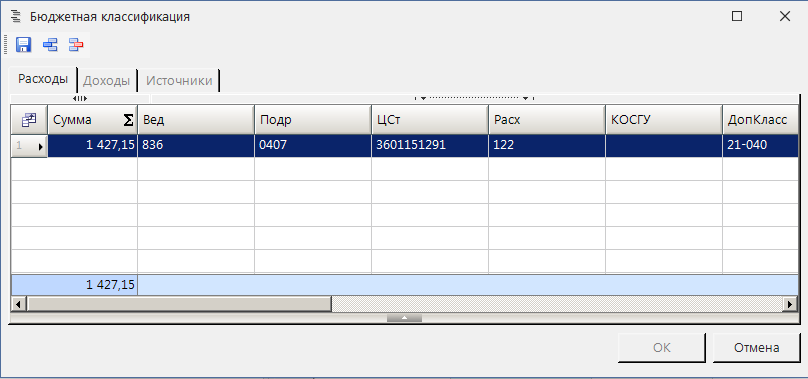 Бюджетная классификация
Расходы Доходы Источники
Сумма Σ Вед Подр ЦСт Расх КОСГУ ДопКласс
1 1 427,15 836 0407 3601151291 122 21-040
1 427,15
ОК Отмена